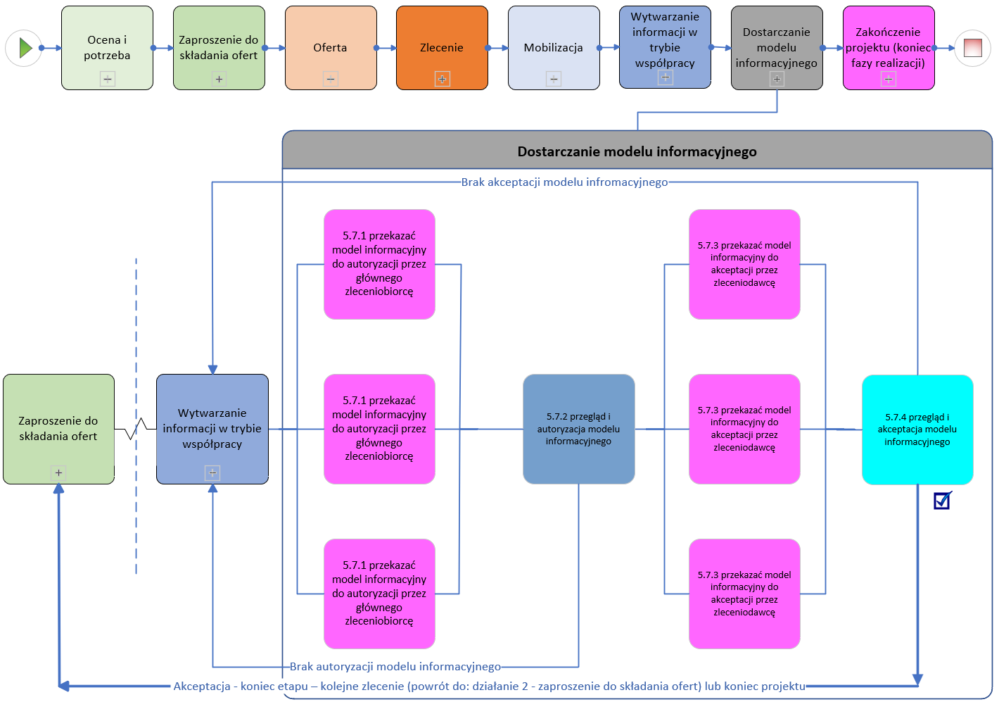 Ocena i
potrzeba
Zaproszenie do
składania ofert
Oferta
Zlecenie
Mobilizacja
Wytwarzanie
informacji w
trybie
współpracy
Dostarczanie
modelu
informacyjnego
Zakończenie
projektu (koniec
fazy realizacji)
Dostarczanie modelu informacyjnego
Brak akceptacji modelu infromacyjnego
5.7.1 przekazać
model informacyjny
do autoryzacji przez
głównego
zleceniobiorcę
5.7.3 przekazać model
informacyjny do
akceptacji przez
zleceniodawcę
Zaproszenie do
składania ofert
Wytwarzanie
informacji w trybie
współpracy
5.7.1 przekazać
model informacyjny
do autoryzacji przez
głównego
zleceniobiorcę
5.7.2 przegląd i
autoryzacja modelu
informacyjnego
5.7.3 przekazać model
informacyjny do
akceptacji przez
zleceniodawcę
5.7.4 przegląd i
akceptacja modelu
informacyjnego
5.7.1 przekazać
model informacyjny
do autoryzacji przez
głównego
zleceniobiorcę
5.7.3 przekazać model
informacyjny do
akceptacji przez
zleceniodawcę
Brak autoryzacji modelu informacyjnego
Akceptacja - koniec etapu – kolejne zlecenie (powrót do: działanie 2 - zaproszenie do składania ofert) lub koniec projektu